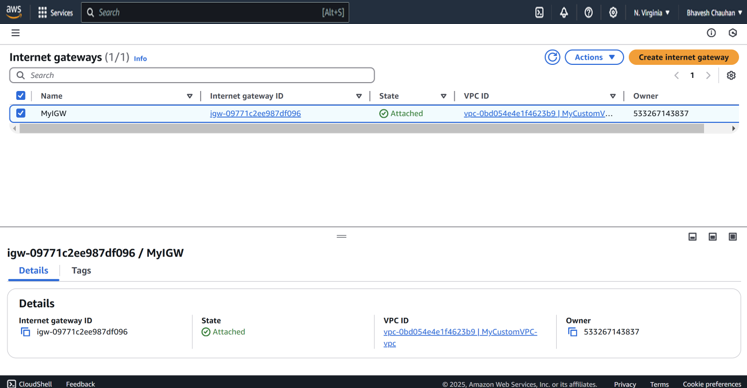 aws Services Search [Alt+S] N. Virginia ▼ Bhavesh Chauhan ▼
Internet gateways (1/1) Info Actions ▼ Create internet gateway
Search 1
Name Internet gateway ID State VPC ID Owner
MyIGW igw-09771c2ee987df096 Attached vpc-0bd054e4e1f4623b9 | MyCustomV... 533267143837
igw-09771c2ee987df096 / MyIGW
Details Tags
Details
Internet gateway ID State VPC ID Owner
igw-09771c2ee987df096 Attached vpc-0bd054e4e1f4623b9 | MyCustomVPC- 533267143837
vpc
CloudShell Feedback © 2025, Amazon Web Services, Inc. or its affiliates. Privacy Terms Cookie preferences